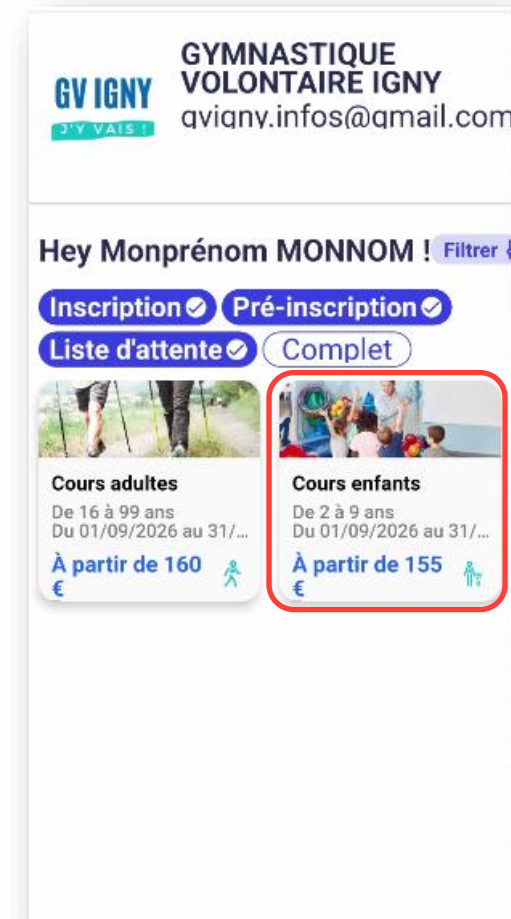 GV IGNY
J'Y VAIS !
GYMNASTIQUE
VOLONTAIRE IGNY
gvigny.infos@gmail.com
Hey Monprénom MONNOM !
Filtrer
Inscription
Pré-inscription
Liste d'attente
Complet
Cours adultes
De 16 à 99 ans
Du 01/09/2026 au 31/...
À partir de 160
€
Cours enfants
De 2 à 9 ans
Du 01/09/2026 au 31/...
À partir de 155
€